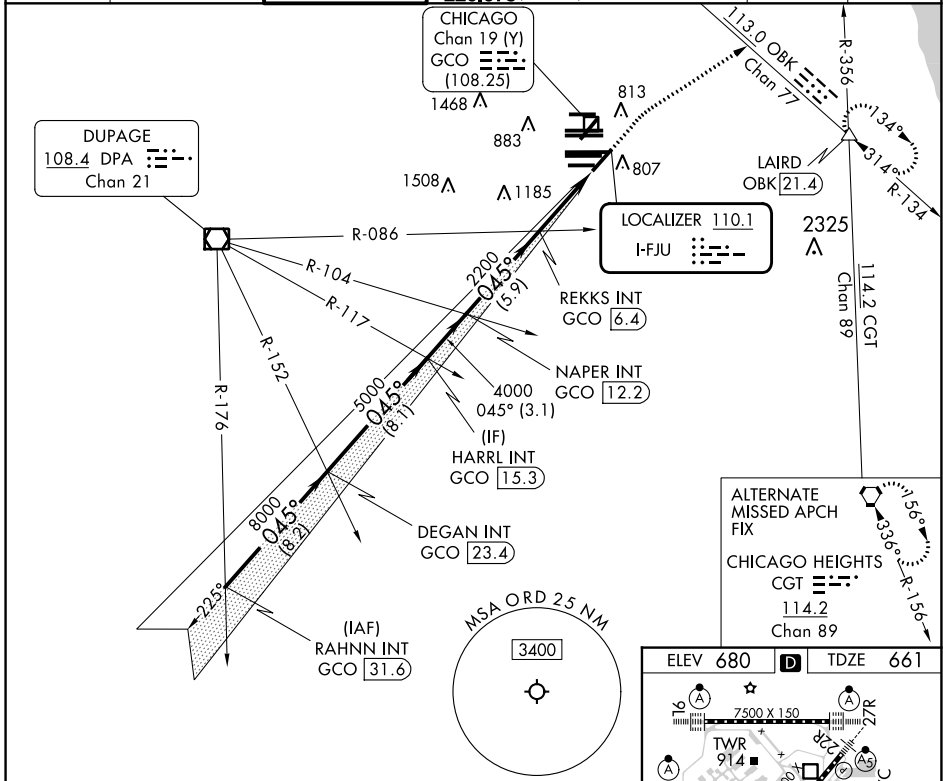 CHICAGO
Chan 19 (Y)
GCO
(108.25)
113.0 OBK
Chan 77
R-356
1468
813
883
807
1508
1185
134°
314°
R-134
LAIRD
OBK 21.4
2325
DUPAGE
108.4 DPA
Chan 21
LOCALIZER 110.1
I-FJU
R-086
R-104
R-117
R-152
R-176
114.2 CGT
Chan 89
2200
045°
(5.9)
REKKS INT
GCO 6.4
NAPER INT
GCO 12.2
4000
045° (3.1)
5000
045°
(8.1)
(IF)
HARRL INT
GCO 15.3
8000
045°
(8.2)
DEGAN INT
GCO 23.4
225°
(IAF)
RAHNN INT
GCO 31.6
MSA ORD 25 NM
3400
ALTERNATE
MISSED APCH
FIX
156°
336°
R-156
CHICAGO HEIGHTS
CGT
114.2
Chan 89
ELEV 680 D TDZE 661
A
A
9L
7500 X 150
27R
22R
TWR
914
A
A5
P
C